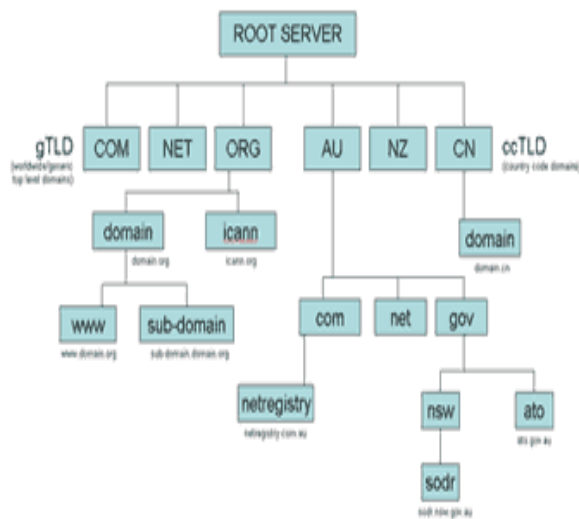 ROOT SERVER
gTLD
(worldwide/generic
top level domains)
COM
NET
ORG
AU
NZ
CN
ccTLD
(country code domains)
domain
domain.org
icann
icann.org
domain
domain.cn
www
www.domain.org
sub-domain
sub-domain.domain.org
com
net
gov
netregistry
netregistry.com.au
nsw
ato
ato.gov.au
sodr
sodr.nsw.gov.au